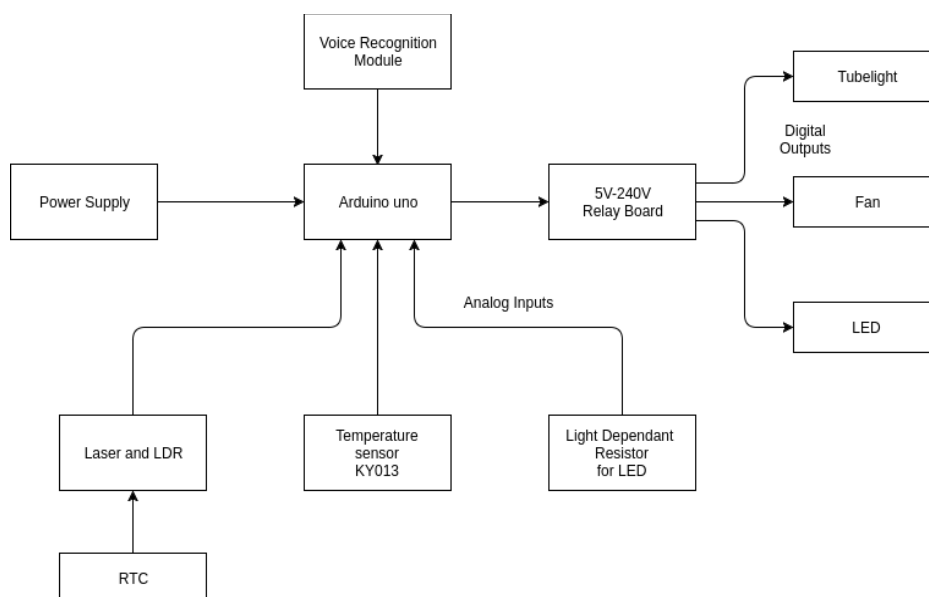 Voice Recognition
Module
Tubelight
Digital
Outputs
Power Supply
Arduino uno
5V-240V
Relay Board
Fan
Analog Inputs
LED
Laser and LDR
Temperature
sensor
KY013
Light Dependant
Resistor
for LED
RTC